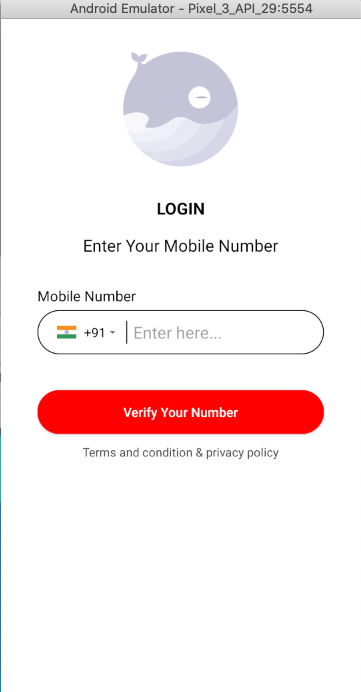 Android Emulator - Pixel_3_API_29:5554
LOGIN
Enter Your Mobile Number
Mobile Number
+91 Enter here...
Verify Your Number
Terms and condition & privacy policy